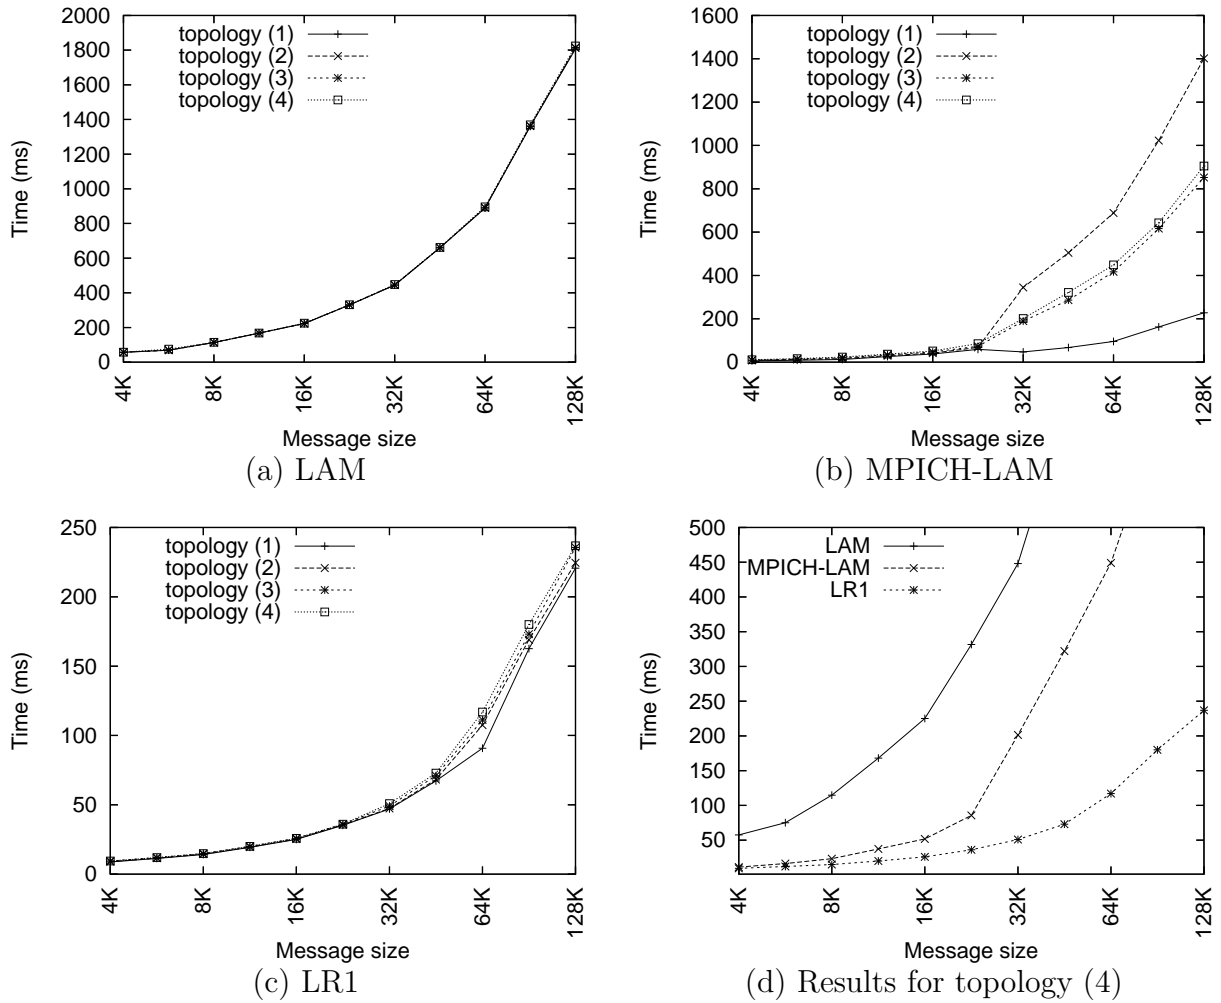 2000
1800
1600
1400
1200
1000
800
600
400
200
0
Time (ms)
topology (1)
topology (2)
topology (3)
topology (4)
4K
8K
16K
32K
64K
128K
Message size
(a) LAM
1600
1400
1200
1000
800
600
400
200
0
Time (ms)
topology (1)
topology (2)
topology (3)
topology (4)
4K
8K
16K
32K
64K
128K
Message size
(b) MPICH-LAM
250
200
150
100
50
0
Time (ms)
topology (1)
topology (2)
topology (3)
topology (4)
4K
8K
16K
32K
64K
128K
Message size
(c) LR1
500
450
400
350
300
250
200
150
100
50
Time (ms)
LAM
MPICH-LAM
LR1
4K
8K
16K
32K
64K
128K
Message size
(d) Results for topology (4)